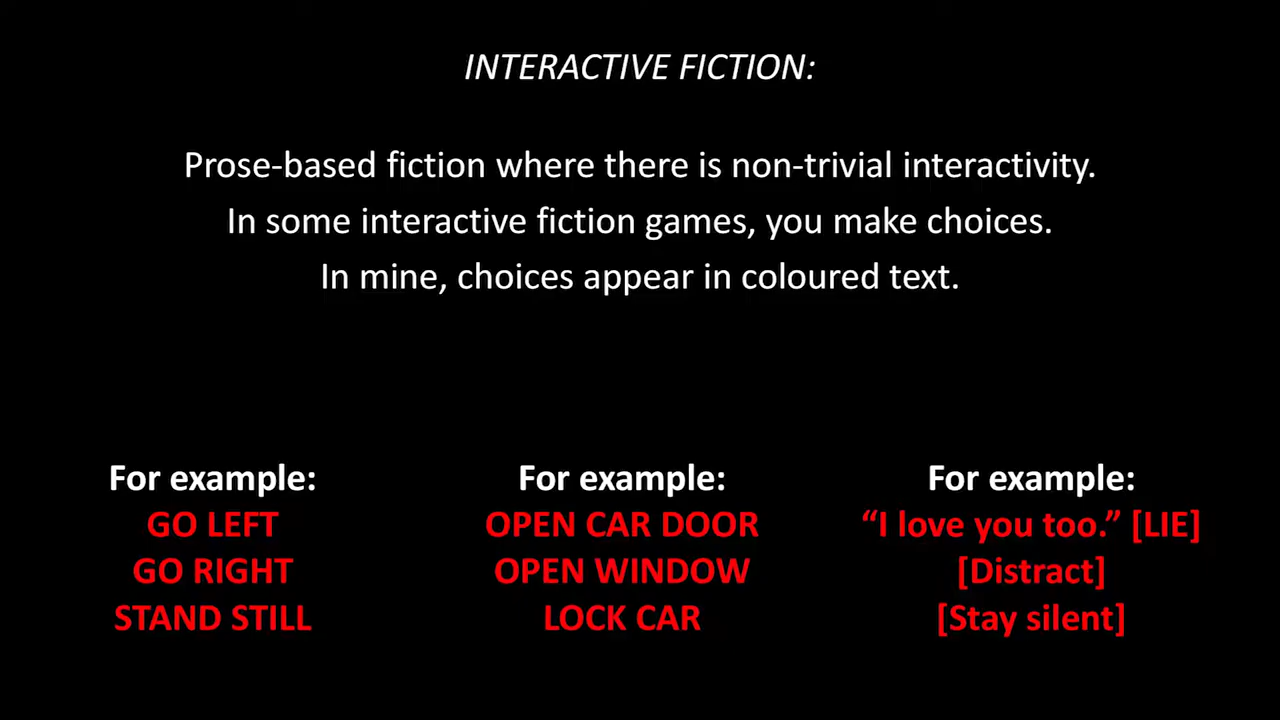 INTERACTIVE FICTION:
Prose-based fiction where there is non-trivial interactivity.
In some interactive fiction games, you make choices.
In mine, choices appear in coloured text.
For example:
GO LEFT
GO RIGHT
STAND STILL
For example:
OPEN CAR DOOR
OPEN WINDOW
LOCK CAR
For example:
“I love you too.” [LIE]
[Distract]
[Stay silent]